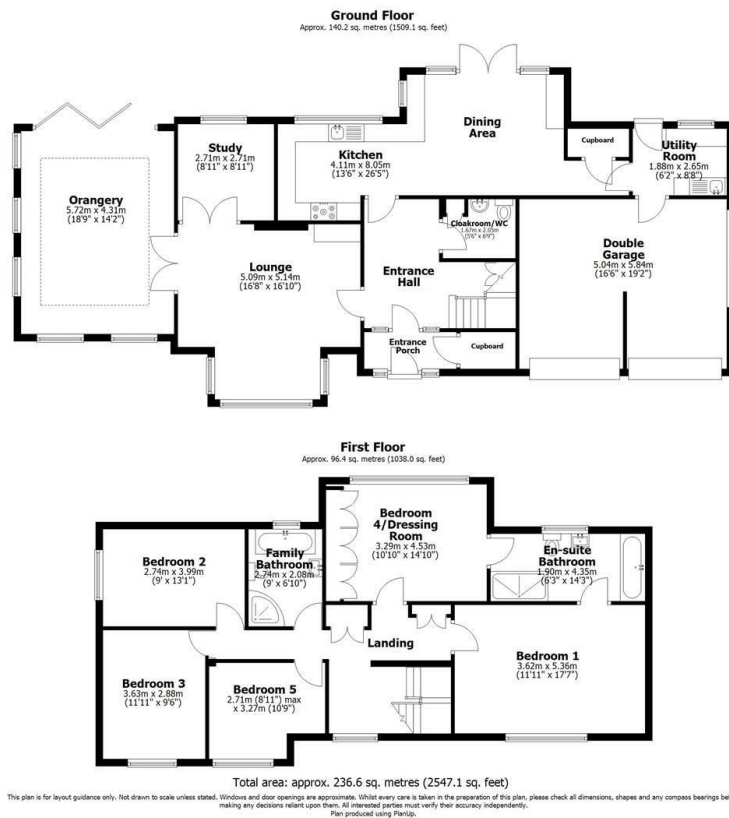 Ground Floor
Approx. 140.2 sq. metres (1509.1 sq. feet)
Dining
Area
Study
2.71m x 2.71m
(8'11" x 8'11")
Kitchen
4.11m x 8.05m
(13'6" x 26'5")
Cupboard
Utility
Room
1.88m x 2.65m
(6'2" x 8'8")
Orangery
5.72m x 4.31m
(18'9" x 14'2")
Cloakroom/WC
1.67m x 2.05m
(5'6" x 6'9")
Double
Garage
5.04m x 5.84m
(16'6" x 19'2")
Lounge
5.09m x 5.14m
(16'8" x 16'10")
Entrance
Hall
Entrance
Porch
Cupboard
First Floor
Approx. 96.4 sq. metres (1038.0 sq. feet)
Bedroom
4/Dressing
Room
3.29m x 4.53m
(10'10" x 14'10")
Bedroom 2
2.74m x 3.99m
(9' x 13'1")
Family
Bathroom
2.74m x 2.08m
(9' x 6'10")
En-suite
Bathroom
1.90m x 4.35m
(6'3" x 14'3")
Landing
Bedroom 1
3.62m x 5.36m
(11'11" x 17'7")
Bedroom 3
3.63m x 2.88m
(11'11" x 9'6")
Bedroom 5
2.71m (8'11") max
x 3.27m (10'9")
Total area: approx. 236.6 sq. metres (2547.1 sq. feet)
This plan is for layout guidance only. Not drawn to scale unless stated. Windows and door openings are approximate. Whilst every care is taken in the preparation of this plan, please check all dimensions, shapes and any compass bearings be
making any decisions reliant upon them. All interested parties must verify their accuracy independently.
Plan produced using PlanUp.